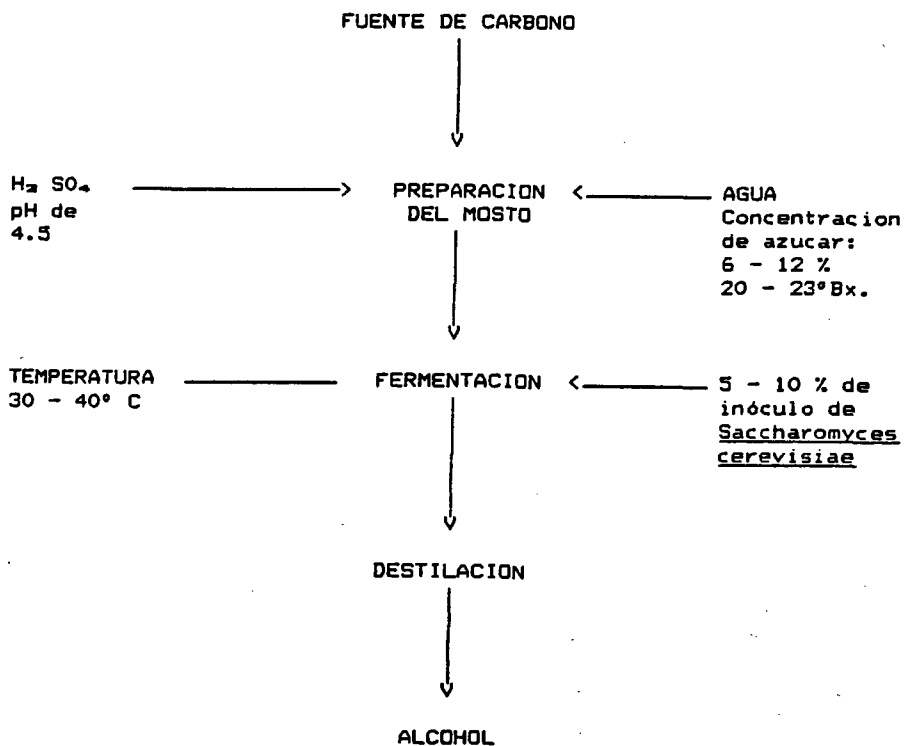 FUENTE DE CARBONO
H₂ SO₄
pH de
4.5
PREPARACION
DEL MOSTO
AGUA
Concentracion
de azucar:
6 - 12 %
20 - 23°Bx.
TEMPERATURA
30 - 40° C
FERMENTACION
5 - 10 % de
inóculo de
Saccharomyces
cerevisiae
DESTILACION
ALCOHOL